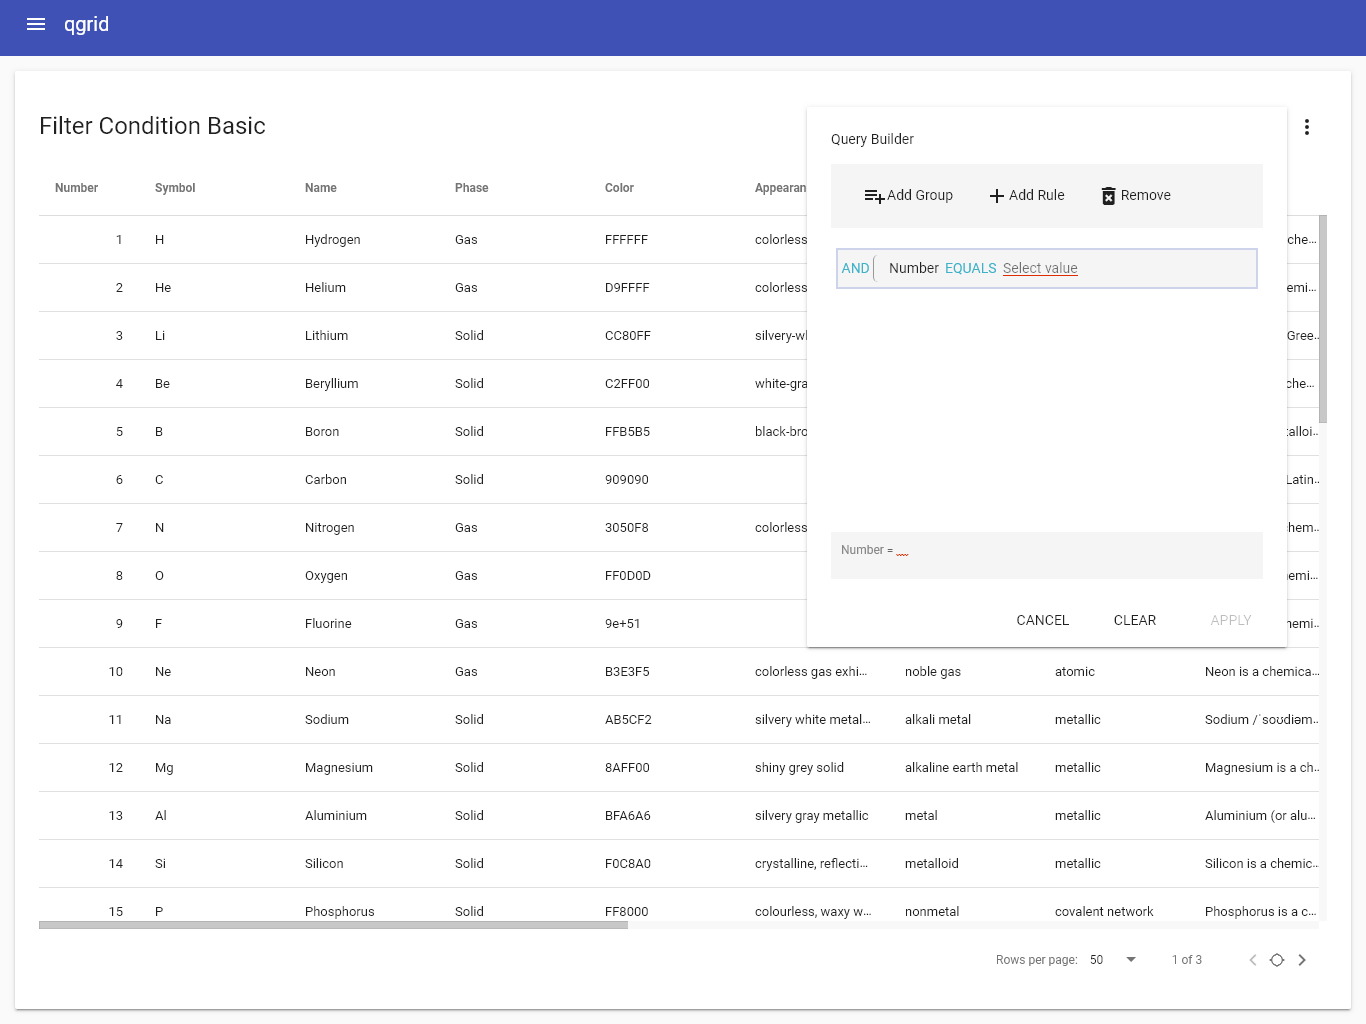 qgrid
Filter Condition Basic
Query Builder
Add Group Add Rule Remove
AND Number EQUALS Select value
Number =
CANCEL CLEAR APPLY
Number Symbol Name Phase Color Appearan
1 H Hydrogen Gas FFFFFF colorless che…
2 He Helium Gas D9FFFF colorless emi…
3 Li Lithium Solid CC80FF silvery-wh Gree…
4 Be Beryllium Solid C2FF00 white-gra che…
5 B Boron Solid FFB5B5 black-bro talloi…
6 C Carbon Solid 909090 Latin…
7 N Nitrogen Gas 3050F8 colorless hem…
8 O Oxygen Gas FF0D0D emi…
9 F Fluorine Gas 9e+51 hemi…
10 Ne Neon Gas B3E3F5 colorless gas exhi… noble gas atomic Neon is a chemica…
11 Na Sodium Solid AB5CF2 silvery white metal… alkali metal metallic Sodium /ˈsoʊdiəm…
12 Mg Magnesium Solid 8AFF00 shiny grey solid alkaline earth metal metallic Magnesium is a ch…
13 Al Aluminium Solid BFA6A6 silvery gray metallic metal metallic Aluminium (or alu…
14 Si Silicon Solid F0C8A0 crystalline, reflecti… metalloid metallic Silicon is a chemic…
15 P Phosphorus Solid FF8000 colourless, waxy w… nonmetal covalent network Phosphorus is a c…
Rows per page: 50 1 of 3